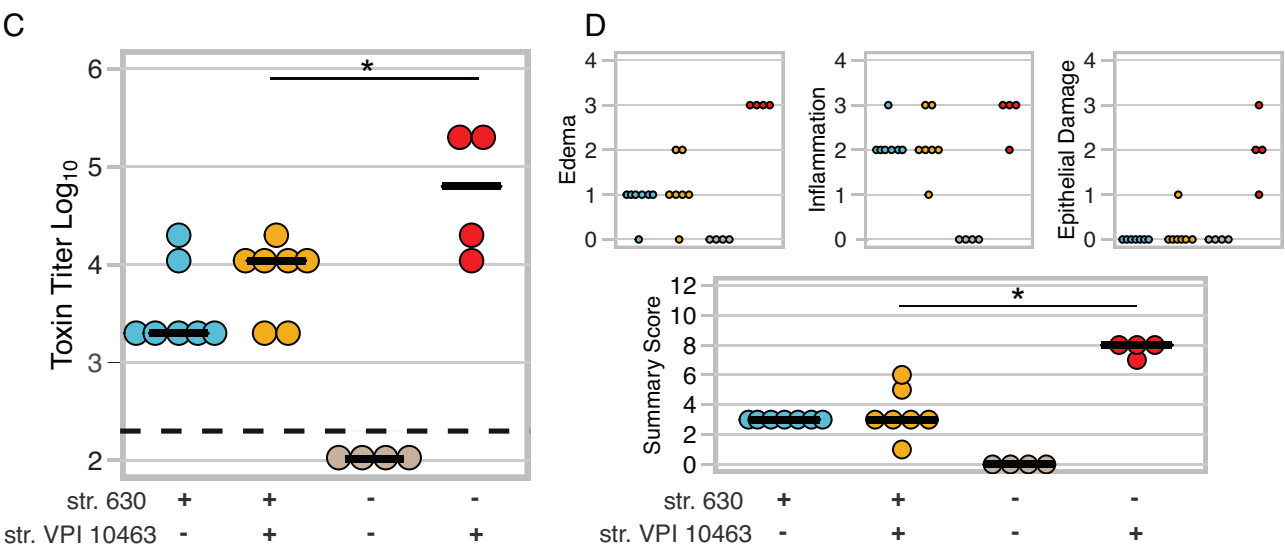 C
D
Toxin Titer Log10
6
5
4
3
2
*
str. 630 + + - -
str. VPI 10463 - + - +
Edema
4
3
2
1
0
Inflammation
4
3
2
1
0
Epithelial Damage
4
3
2
1
0
Summary Score
12
10
8
6
4
2
0
*
str. 630 + + - -
str. VPI 10463 - + - +